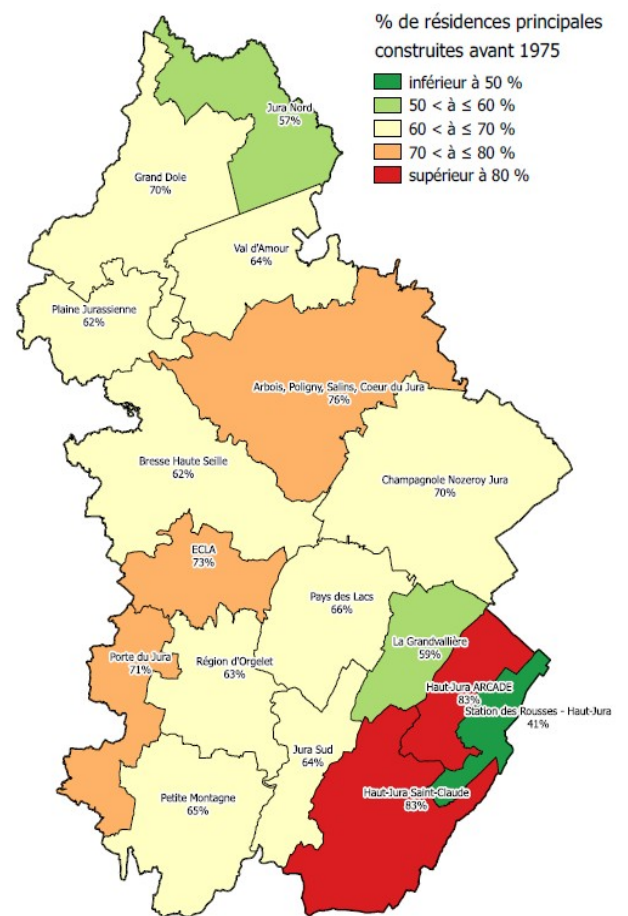 % de résidences principales
construites avant 1975
inférieur à 50 %
50 < à ≤ 60 %
60 < à ≤ 70 %
70 < à ≤ 80 %
supérieur à 80 %
Jura Nord
57%
Grand Dole
70%
Val d'Amour
64%
Plaine Jurassienne
62%
Arbois, Poligny, Salins, Coeur du Jura
76%
Bresse Haute Seille
62%
Champagnole Nozeroy Jura
70%
ECLA
73%
Pays des Lacs
66%
La Grandvallière
59%
Porte du Jura
71%
Région d'Orgelet
63%
Haut-Jura ARCADE
83%
Station des Rousses - Haut-Jura
41%
Jura Sud
64%
Haut-Jura Saint-Claude
83%
Petite Montagne
65%